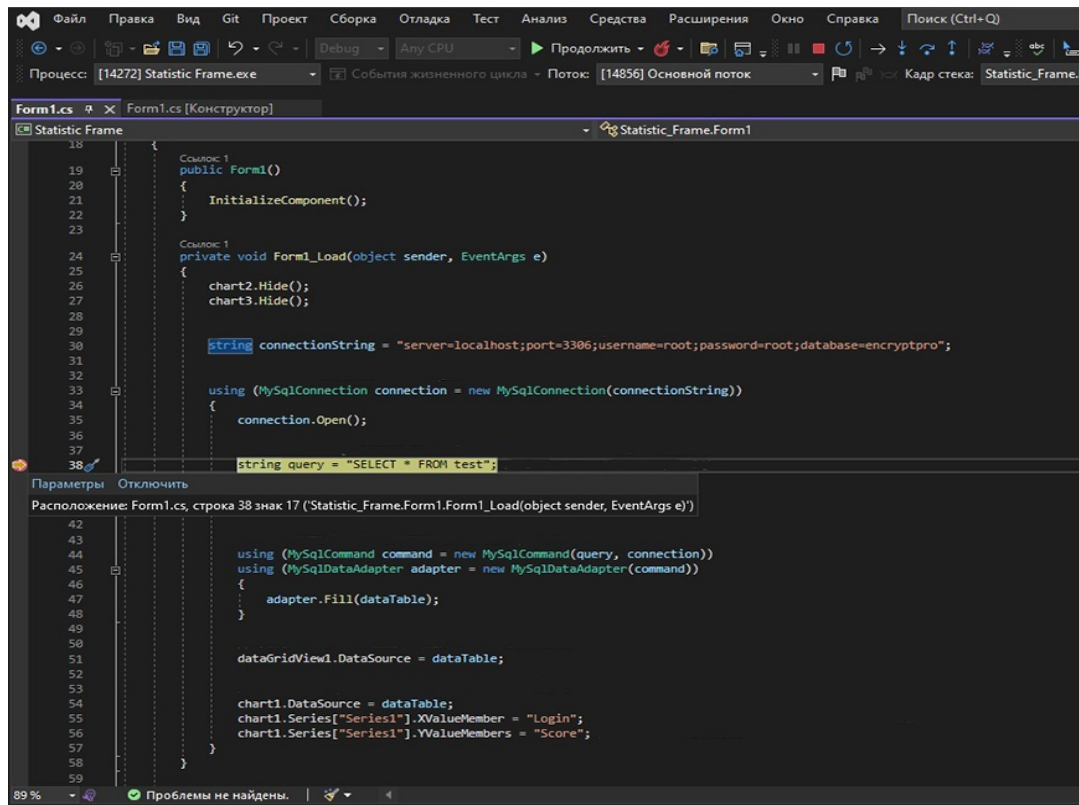 Файл Правка Вид Git Проект Сборка Отладка Тест Анализ Средства Расширения Окно Справка Поиск (Ctrl+Q)
Debug Any CPU Продолжить
Процесс: [14272] Statistic Frame.exe События жизненного цикла Поток: [14856] Основной поток Кадр стека: Statistic_Frame.
Form1.cs Form1.cs [Конструктор]
C# Statistic Frame Statistic_Frame.Form1
18 {
Ссылок: 1
19 public Form1()
20 {
21 InitializeComponent();
22 }
23
Ссылок: 1
24 private void Form1_Load(object sender, EventArgs e)
25 {
26 chart2.Hide();
27 chart3.Hide();
28
29
30 string connectionString = "server=localhost;port=3306;username=root;password=root;database=encryptpro";
31
32
33 using (MySqlConnection connection = new MySqlConnection(connectionString))
34 {
35 connection.Open();
36
37
38 string query = "SELECT * FROM test";
Параметры Отключить
Расположение: Form1.cs, строка 38 знак 17 ('Statistic_Frame.Form1.Form1_Load(object sender, EventArgs e)')
42
43
44 using (MySqlCommand command = new MySqlCommand(query, connection))
45 using (MySqlDataAdapter adapter = new MySqlDataAdapter(command))
46 {
47 adapter.Fill(dataTable);
48 }
49
50
51 dataGridView1.DataSource = dataTable;
52
53
54 chart1.DataSource = dataTable;
55 chart1.Series["Series1"].XValueMember = "Login";
56 chart1.Series["Series1"].YValueMembers = "Score";
57 }
58 }
59
89 % Проблемы не найдены.